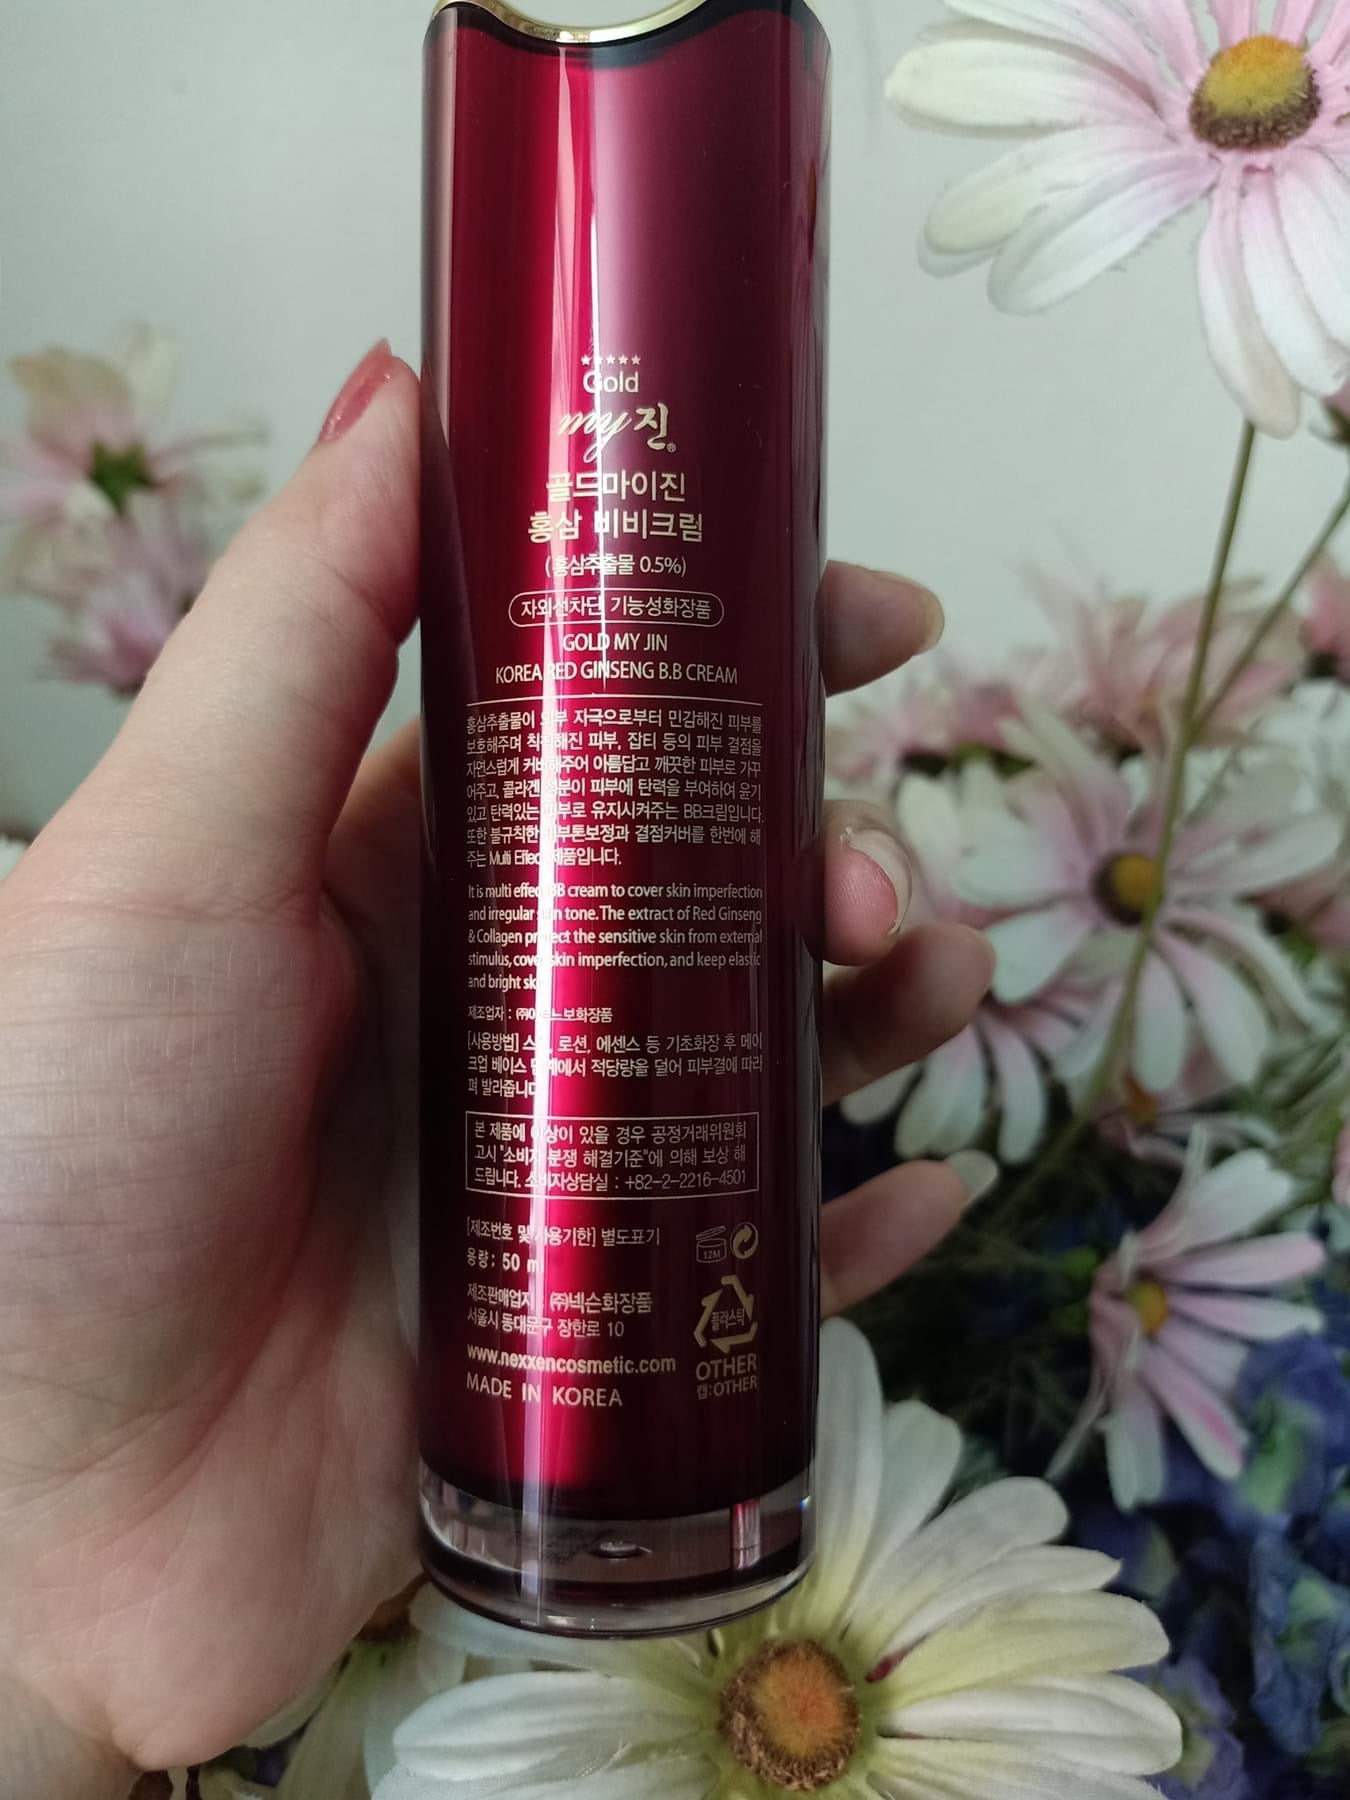 Gold
my진®
골드마이진
홍삼 비비크럼
(홍삼추출물 0.5%)
자외선차단 기능성화장품
GOLD MY JIN
KOREA RED GINSENG B.B CREAM
홍삼추출물이 외부 자극으로부터 민감해진 피부를
보호해주며 칙칙해진 피부, 잡티 등의 피부 결점을
자연스럽게 커버해주어 아름답고 깨끗한 피부로 가꾸
어주고, 콜라겐 성분이 피부에 탄력을 부여하여 윤기
있고 탄력있는 피부로 유지시켜주는 BB크림입니다.
또한 불규칙한 피부톤보정과 결점커버를 한번에 해
주는 Multi Effect 제품입니다.
It is multi effect BB cream to cover skin imperfection
and irregular skin tone. The extract of Red Ginseng
& Collagen protect the sensitive skin from external
stimulus, cover skin imperfection, and keep elastic
and bright skin.
제조업자 :
[사용방법] 스킨, 로션, 에센스 등 기초화장 후 메이
크업 베이스 단계에서 적당량을 덜어 피부결에 따라
펴 발라줍니다.
본 제품에 이상이 있을 경우 공정거래위원회
고시 "소비자 분쟁 해결기준"에 의해 보상 해
드립니다. 소비자상담실 : +82-2-2216-4501
[제조번호 및 사용기한] 별도표기
용량 : 50 ml
12M
제조판매업자 : ㈜넥슨화장품
서울시 동대문구 장한로 10
플라스틱
www.nexxencosmetic.com
OTHER
캡:OTHER
MADE IN KOREA